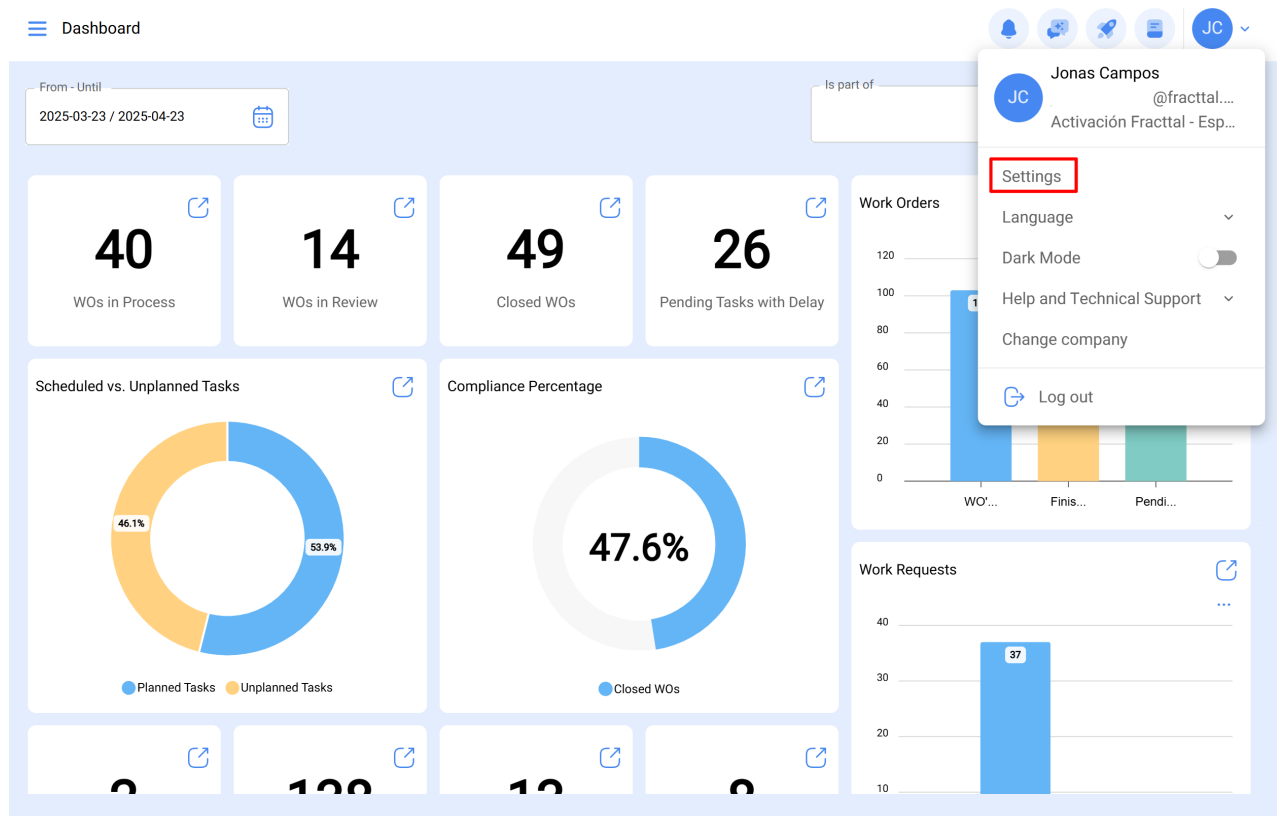 Dashboard
JC
From - Until
2025-03-23 / 2025-04-23
Is part of
JC
Jonas Campos
@fracttal....
Activación Fracttal - Esp...
Settings
Language
Dark Mode
Help and Technical Support
Change company
Log out
40
WOs in Process
14
WOs in Review
49
Closed WOs
26
Pending Tasks with Delay
Work Orders
120
100
80
60
40
20
0
WO'...
Finis...
Pendi...
Scheduled vs. Unplanned Tasks
46.1%
53.9%
Planned Tasks
Unplanned Tasks
Compliance Percentage
47.6%
Closed WOs
Work Requests
...
40
30
20
10
37